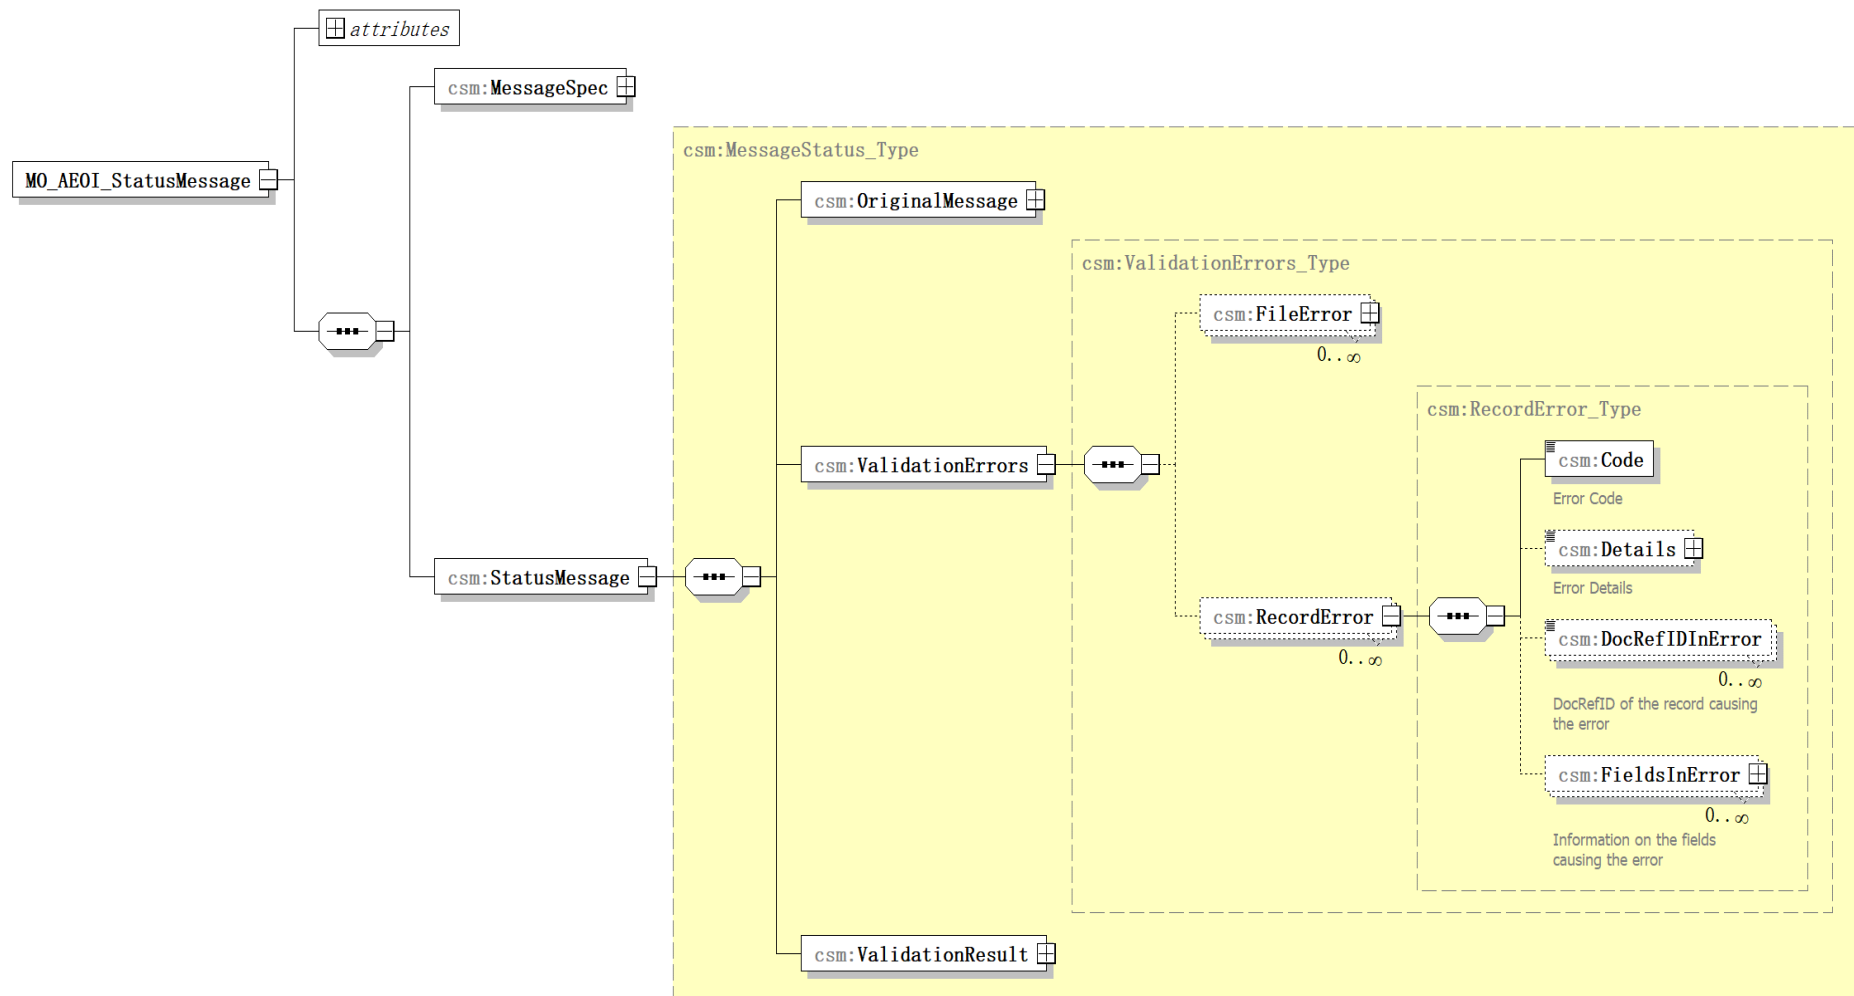 attributes
csm:MessageSpec
MO_AEOI_StatusMessage
csm:MessageStatus_Type
csm:OriginalMessage
csm:ValidationErrors_Type
csm:FileError
0..∞
csm:RecordError_Type
csm:Code
Error Code
csm:ValidationErrors
csm:Details
Error Details
csm:StatusMessage
csm:RecordError
0..∞
csm:DocRefIDInError
0..∞
DocRefID of the record causing
the error
csm:FieldsInError
0..∞
Information on the fields
causing the error
csm:ValidationResult